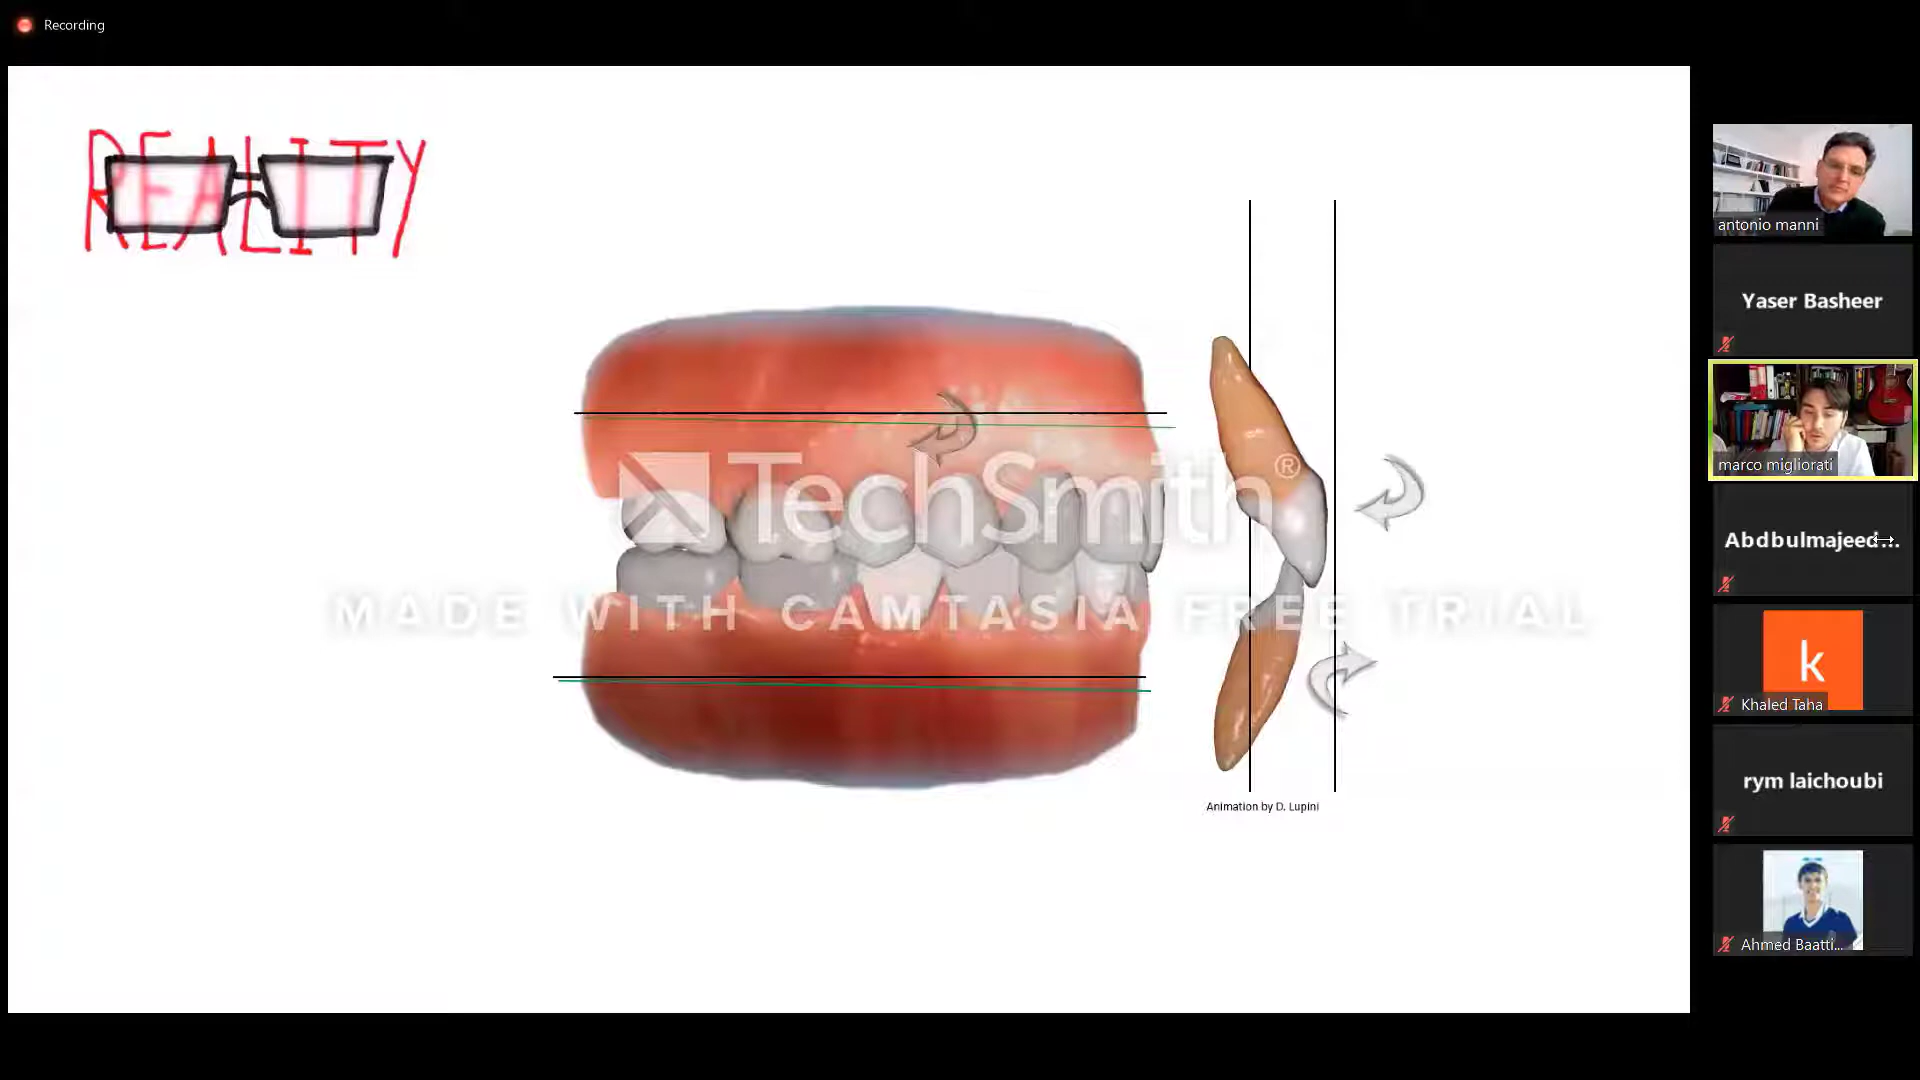 Recording
REALITY
TechSmith®
MADE WITH CAMTASIA FREE TRIAL
Animation by D. Lupini
antonio manni
Yaser Basheer
marco migliorati
Abdbulmajeed...
k
Khaled Taha
rym laichoubi
Ahmed Baatti...